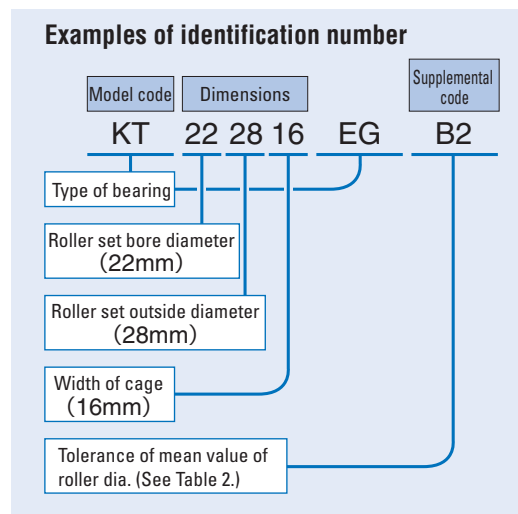 Examples of identification number
Model code Dimensions Supplemental
code
KT 22 28 16 EG B2
Type of bearing
Roller set bore diameter
(22mm)
Roller set outside diameter
(28mm)
Width of cage
(16mm)
Tolerance of mean value of
roller dia. (See Table 2.)